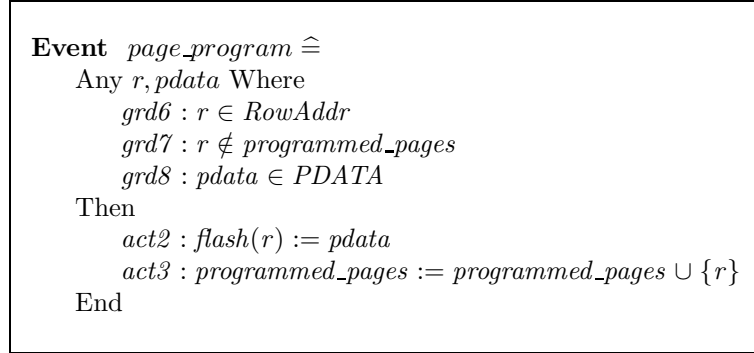 Event page_program ≙
Any r, pdata Where
grd6 : r ∈ RowAddr
grd7 : r ∉ programmed_pages
grd8 : pdata ∈ PDATA
Then
act2 : flash(r) := pdata
act3 : programmed_pages := programmed_pages ∪ {r}
End